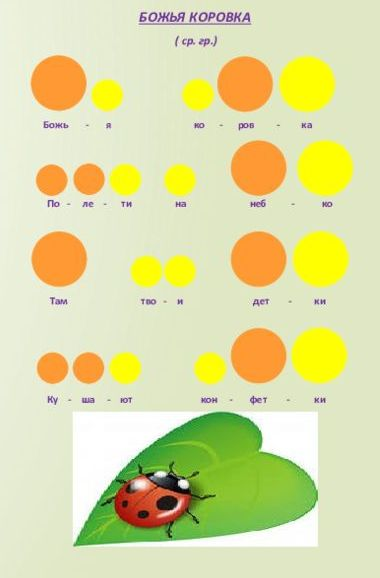 БОЖЬЯ КОРОВКА
( ср. гр.)
Божь - я ко - ров - ка
По - ле - ти на неб - ко
Там тво - и дет - ки
Ку - ша - ют кон - фет - ки